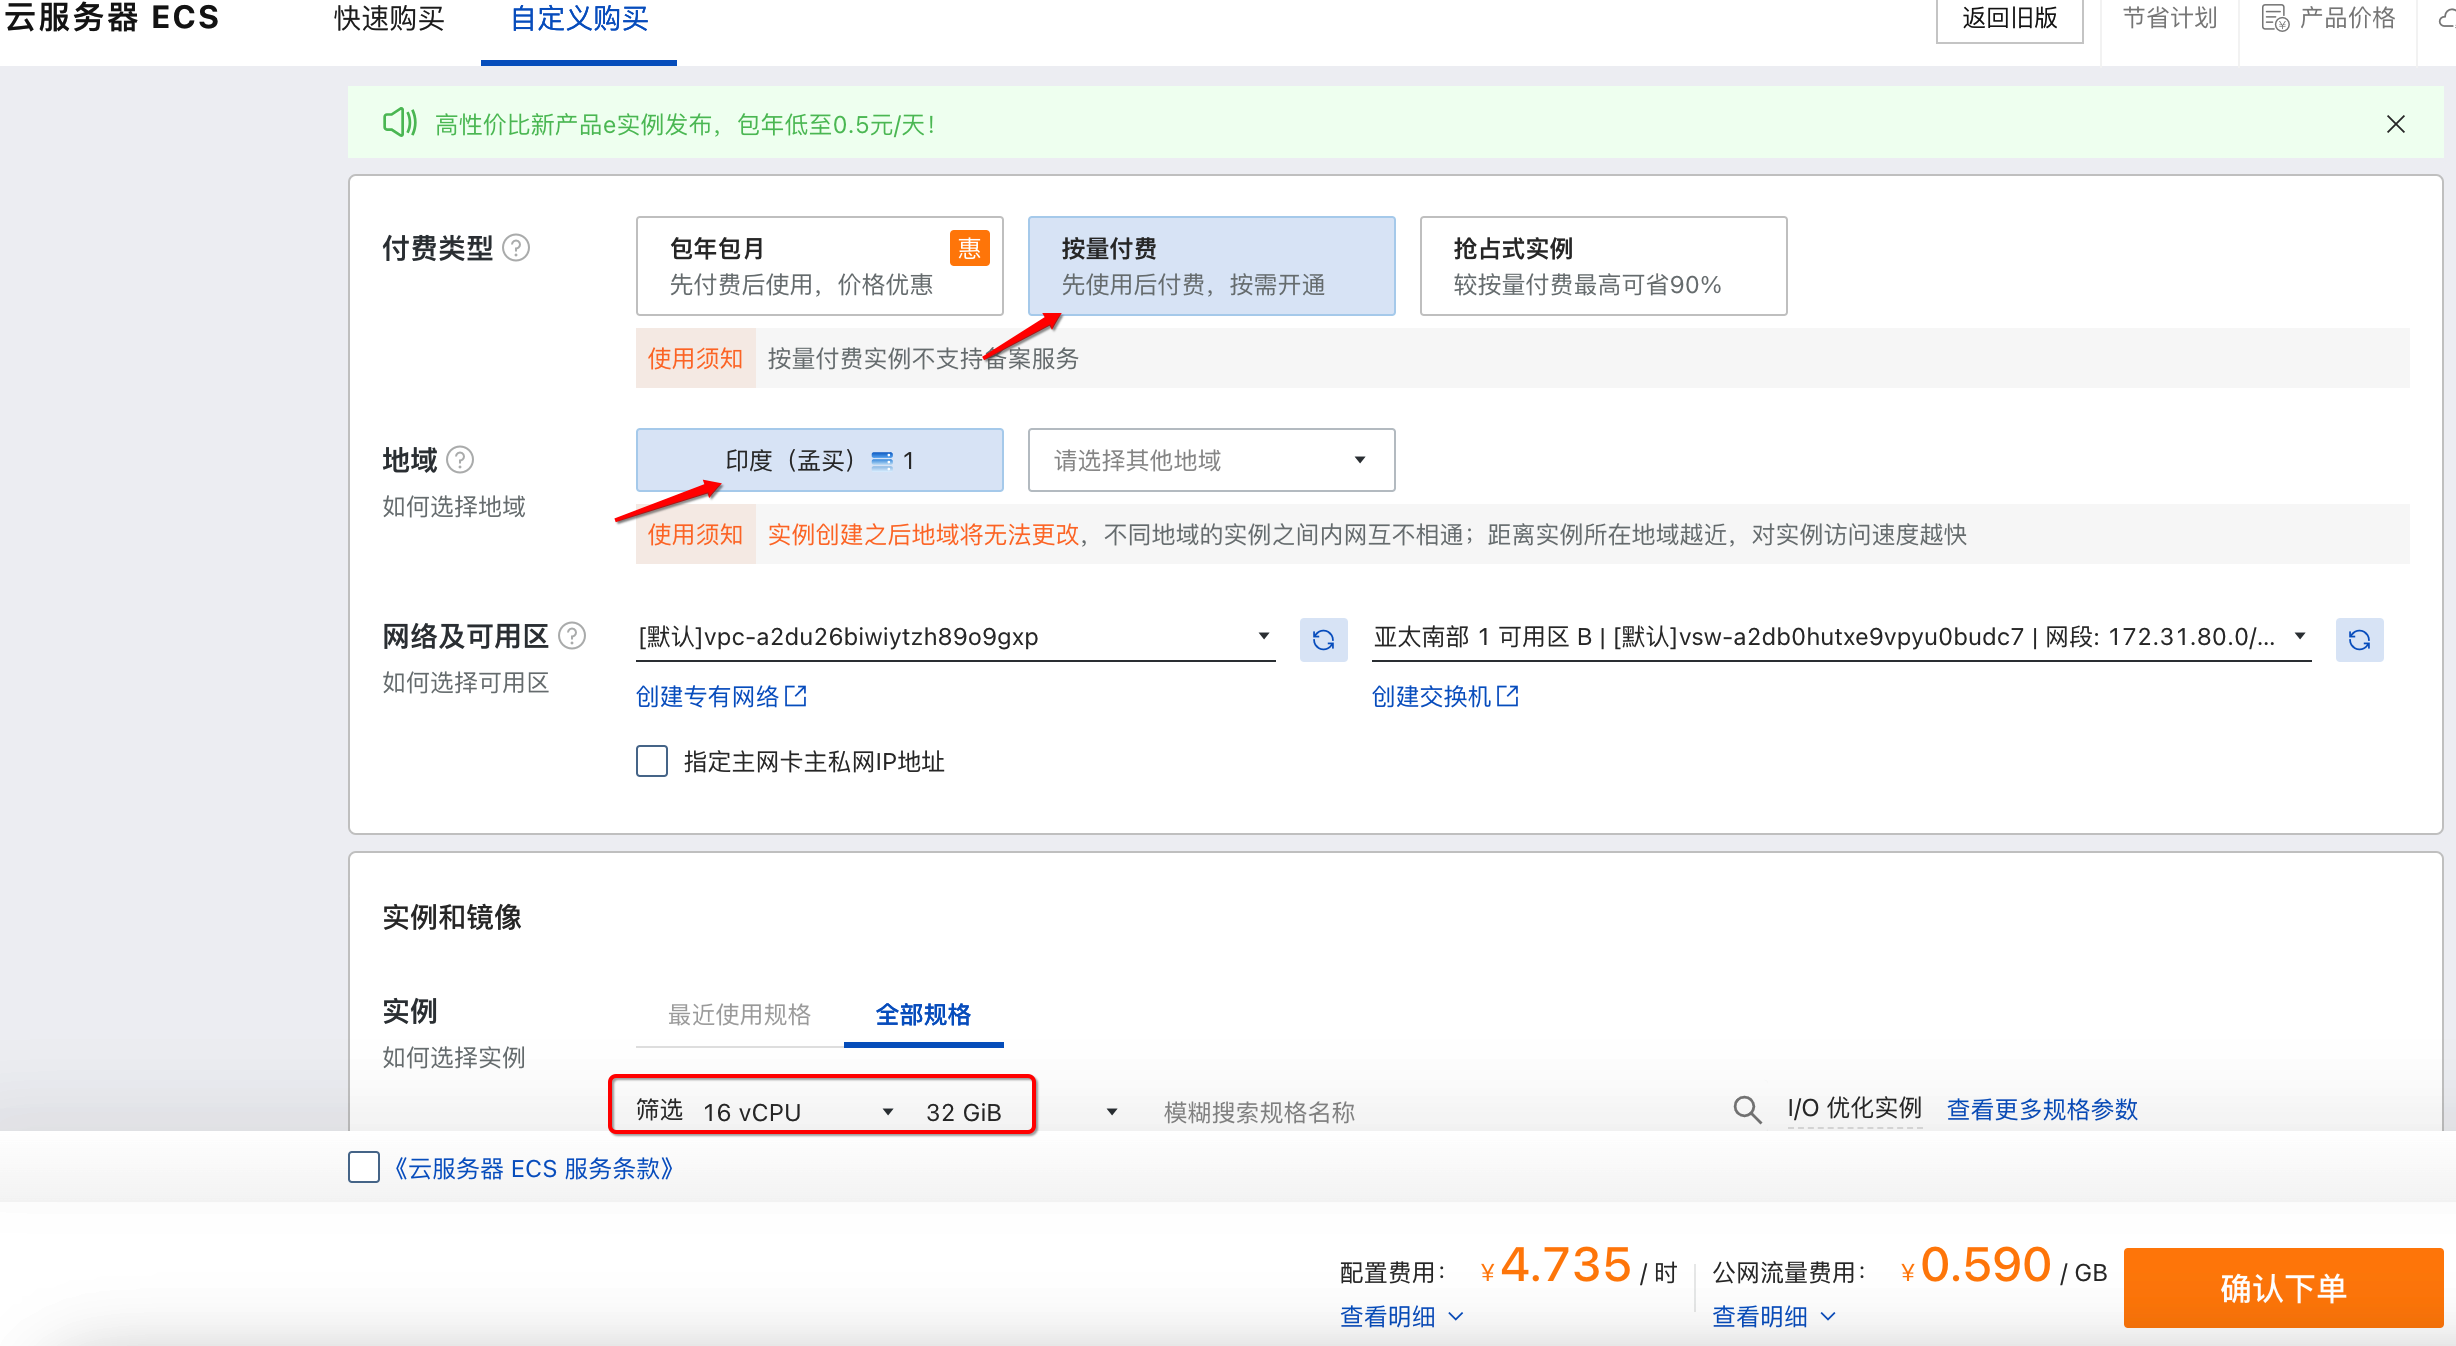 云服务器 ECS
快速购买
自定义购买
返回旧版
节省计划
产品价格
高性价比新产品e实例发布，包年低至0.5元/天！
付费类型
包年包月
惠
先付费后使用，价格优惠
按量付费
先使用后付费，按需开通
抢占式实例
较按量付费最高可省90%
使用须知
按量付费实例不支持备案服务
地域
如何选择地域
印度（孟买） 1
请选择其他地域
使用须知
实例创建之后地域将无法更改，不同地域的实例之间内网互不相通；距离实例所在地域越近，对实例访问速度越快
网络及可用区
如何选择可用区
[默认]vpc-a2du26biwiytzh89o9gxp
亚太南部 1 可用区 B | [默认]vsw-a2db0hutxe9vpyu0budc7 | 网段: 172.31.80.0/...
创建专有网络
创建交换机
指定主网卡主私网IP地址
实例和镜像
实例
如何选择实例
最近使用规格
全部规格
筛选
16 vCPU
32 GiB
模糊搜索规格名称
I/O 优化实例
查看更多规格参数
《云服务器 ECS 服务条款》
配置费用：
¥4.735 / 时
公网流量费用：
¥0.590 / GB
确认下单
查看明细
查看明细